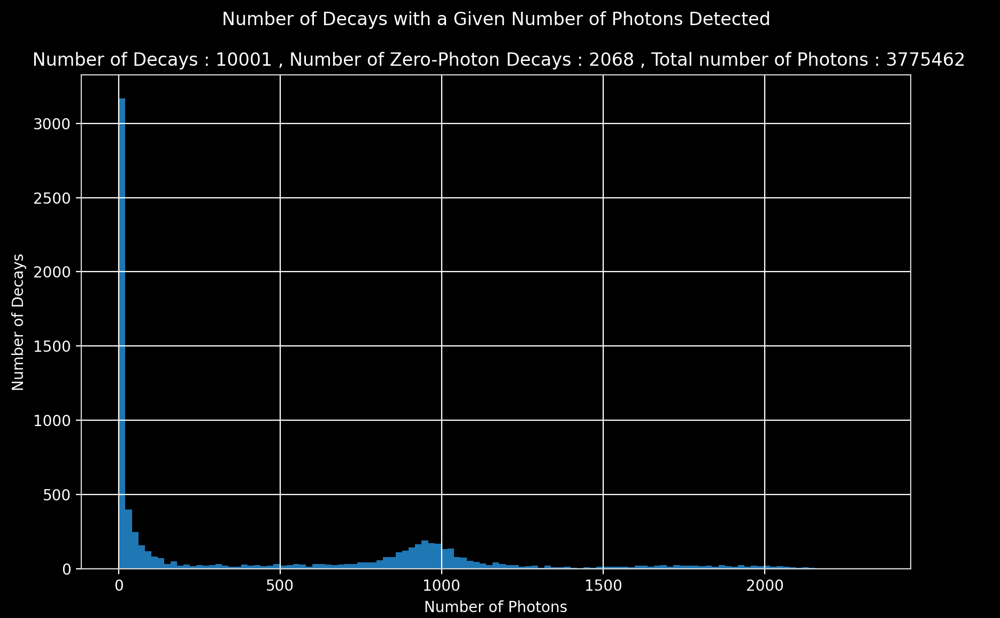 Number of Decays with a Given Number of Photons Detected
Number of Decays : 10001 , Number of Zero-Photon Decays : 2068 , Total number of Photons : 3775462
3000
2500
2000
1500
1000
500
0
Number of Decays
0 500 1000 1500 2000
Number of Photons